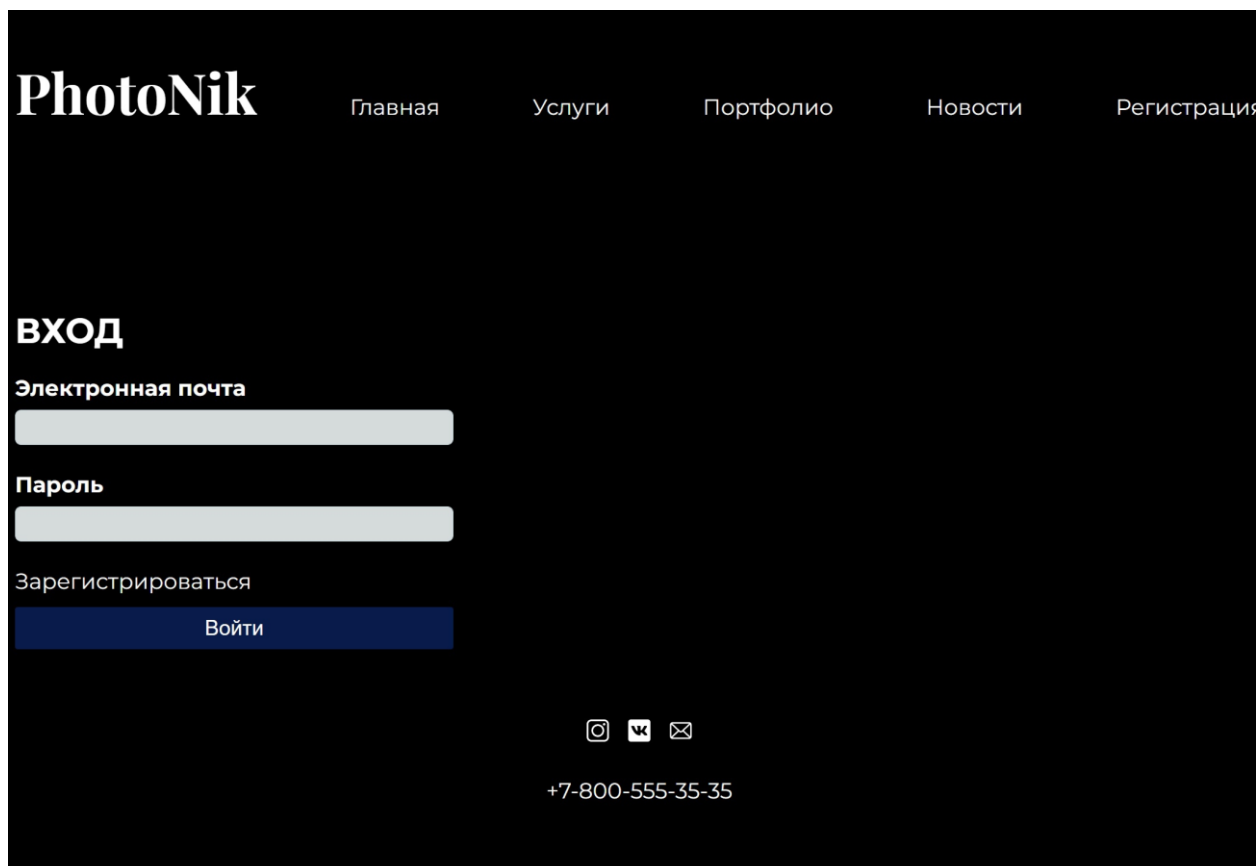 PhotoNik Главная Услуги Портфолио Новости Регистрация
ВХОД
Электронная почта
Пароль
Зарегистрироваться
Войти
+7-800-555-35-35